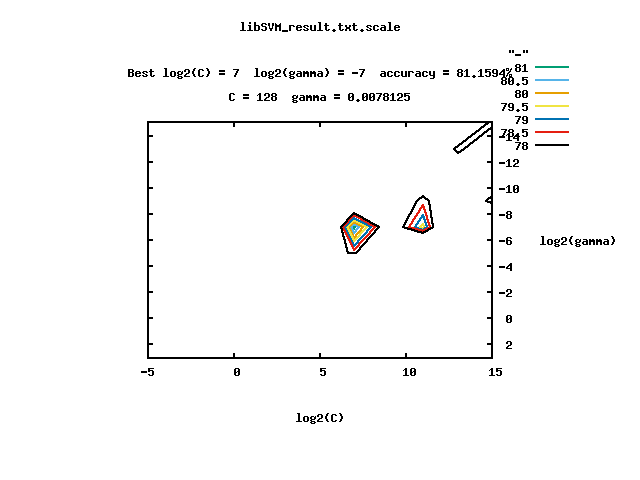 libSVM_result.txt.scale
"-"
Best log2(C) = 7  log2(gamma) = -7  accuracy = 81.1594%
81
80.5
C = 128  gamma = 0.0078125
80
79.5
79
78.5
78
-14
-12
-10
-8
-6
-4
-2
0
2
log2(gamma)
-5 0 5 10 15
log2(C)